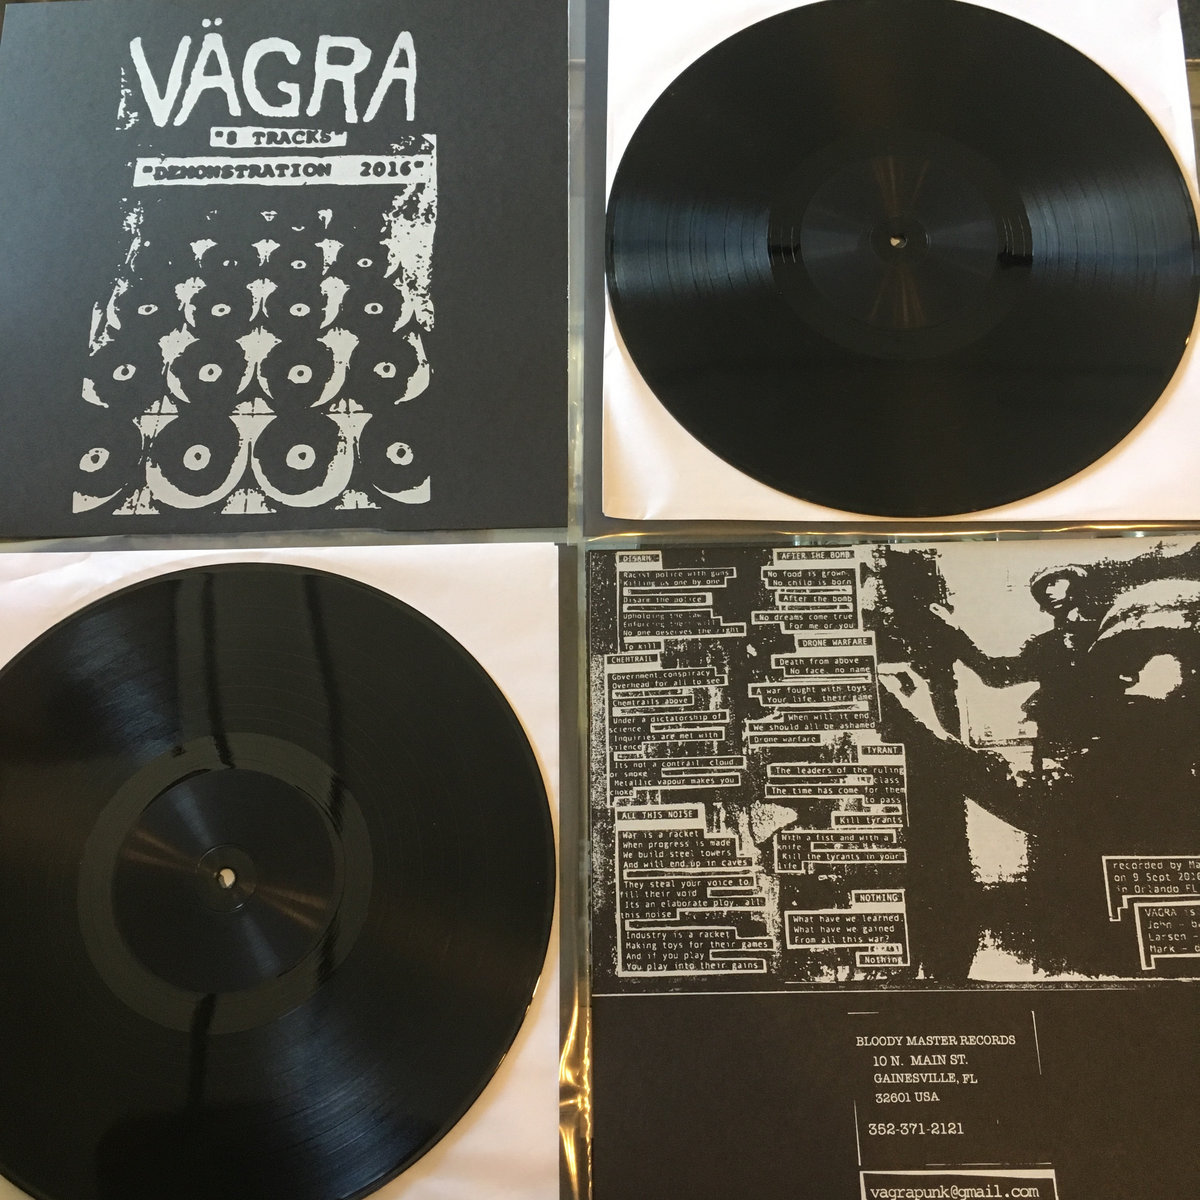 VÄGRA
"8 TRACKS"
"DEMONSTRATION 2016"
DISARM
Racist police with guns
Killing us one by one
Disarm the police
Upholding the law
Enforcing their will
No one deserves the right
To kill
CHEMTRAIL
Government conspiracy
Overhead for all to see
Chemtrails above
Under a dictatorship of
science
Inquiries are met with
silence
Its not a contrail, cloud
or smoke -
Metallic vapour makes you
choke
ALL THIS NOISE
War is a racket
When progress is made
We build steel towers
And will end up in caves
They steal your voice to
fill their void
Its an elaborate ploy, all
this noise
Industry is a racket
Making toys for their games
And if you play
You play into their gains
AFTER THE BOMB
No food is grown
No child is born
After the bomb
No dreams come true
For me or you
DRONE WARFARE
Death from above
No face, no name
A war fought with toys
Your life, their game
When will it end
We should all be ashamed
Drone warfare
TYRANT
The leaders of the ruling
class
The time has come for them
to pass
Kill tyrants
With a fist and with a
knife
Kill the tyrants in your
life
NOTHING
What have we learned,
What have we gained
From all this war?
Nothing
recorded by Ma
on 9 Sept 2016
in Orlando FL
VAGRA is
John - b
Larsen -
Mark -
BLOODY MASTER RECORDS
10 N. MAIN ST.
GAINESVILLE, FL
32601 USA
352-371-2121
vagrapunk@gmail.com